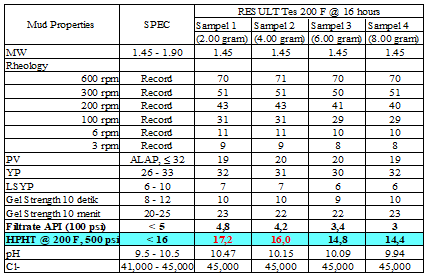 Mud Properties SPEC RESULT Tes 200 F @ 16 hours
Sampel 1 Sampel 2 Sampel 3 Sampel 4
(2.00 gram) (4.00 gram) (6.00 gram) (8.00 gram)
MW 1.45 - 1.90 1.45 1.45 1.45 1.45
Rheology
600 rpm Record 70 71 70 70
300 rpm Record 51 51 50 51
200 rpm Record 43 43 41 40
100 rpm Record 31 31 29 29
6 rpm Record 11 11 10 10
3 rpm Record 9 9 8 8
PV ALAP, ≤ 32 19 20 20 19
YP 26 - 33 32 31 30 32
LSYP 6 - 10 7 7 6 6
Gel Strength 10 detik 8 - 12 10 10 9 10
Gel Strength 10 menit 20-25 23 22 22 23
Filtrate API (100 psi) < 5 4,8 4,2 3,4 3
HPHT @ 200 F, 500 psi < 16 17,2 16,0 14,8 14,4
pH 9.5 - 10.5 10.47 10.15 10.09 9.94
Cl- 41,000 - 45,000 45,000 45,000 45,000 45,000